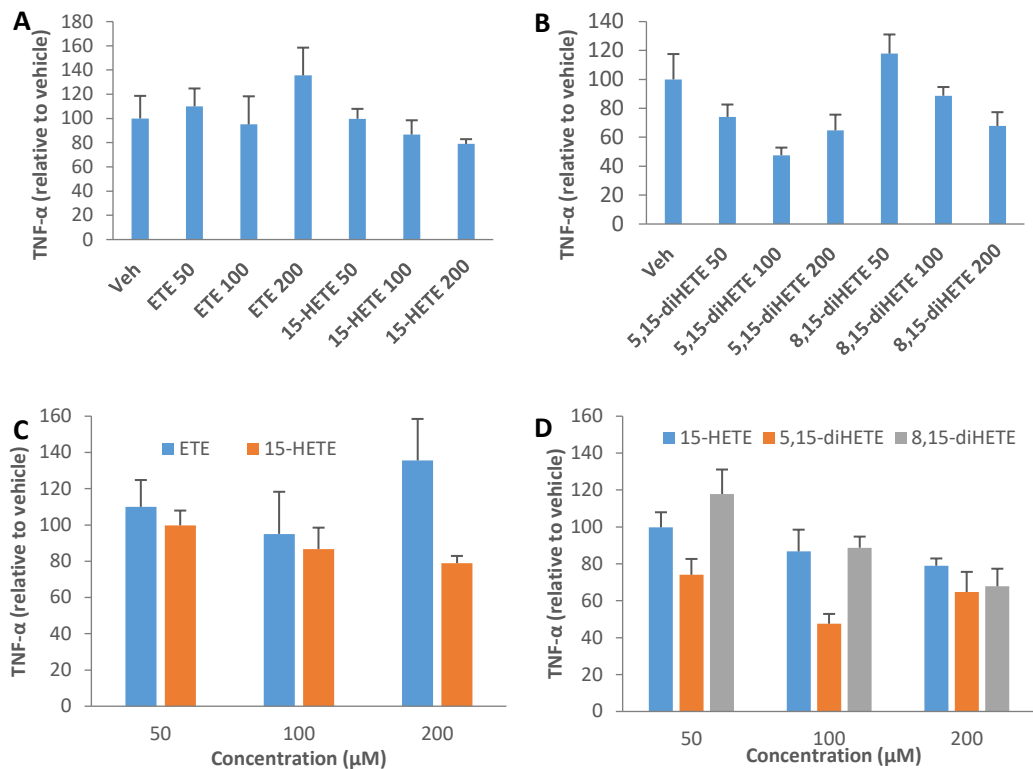 A
TNF-α (relative to vehicle)
180
160
140
120
100
80
60
40
20
0
Veh
ETE 50
ETE 100
ETE 200
15-HETE 50
15-HETE 100
15-HETE 200
B
TNF-α (relative to vehicle)
140
120
100
80
60
40
20
0
Veh
5,15-diHETE 50
5,15-diHETE 100
5,15-diHETE 200
8,15-diHETE 50
8,15-diHETE 100
8,15-diHETE 200
C
ETE 15-HETE
TNF-α (relative to vehicle)
160
140
120
100
80
60
40
20
0
50 100 200
Concentration (µM)
D
15-HETE 5,15-diHETE 8,15-diHETE
TNF-α (relative to vehicle)
160
140
120
100
80
60
40
20
0
50 100 200
Concentration (µM)